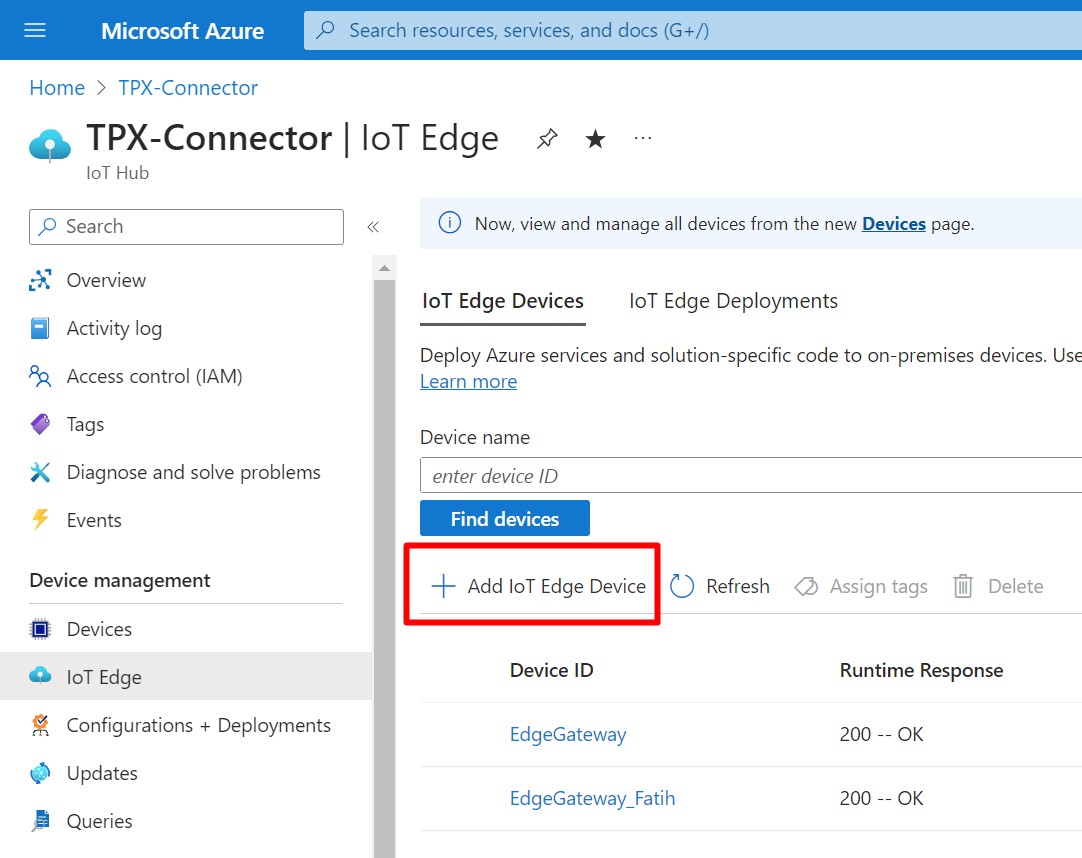 Microsoft Azure
Search resources, services, and docs (G+/)
Home > TPX-Connector
TPX-Connector | IoT Edge
IoT Hub
Search
Overview
Activity log
Access control (IAM)
Tags
Diagnose and solve problems
Events
Device management
Devices
IoT Edge
Configurations + Deployments
Updates
Queries
Now, view and manage all devices from the new Devices page.
IoT Edge Devices IoT Edge Deployments
Deploy Azure services and solution-specific code to on-premises devices. Use
Learn more
Device name
enter device ID
Find devices
Add IoT Edge Device Refresh Assign tags Delete
Device ID Runtime Response
EdgeGateway 200 -- OK
EdgeGateway_Fatih 200 -- OK